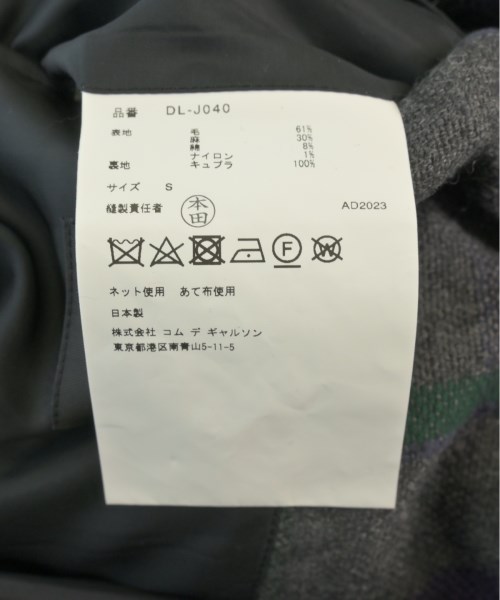 品番 DL-J040
表地 毛 61%
麻 30%
綿 8%
ナイロン 1%
裏地 キュプラ 100%
サイズ S
縫製責任者 本田 AD2023
F W
ネット使用 あて布使用
日本製
株式会社 コム デ ギャルソン
東京都港区南青山5-11-5